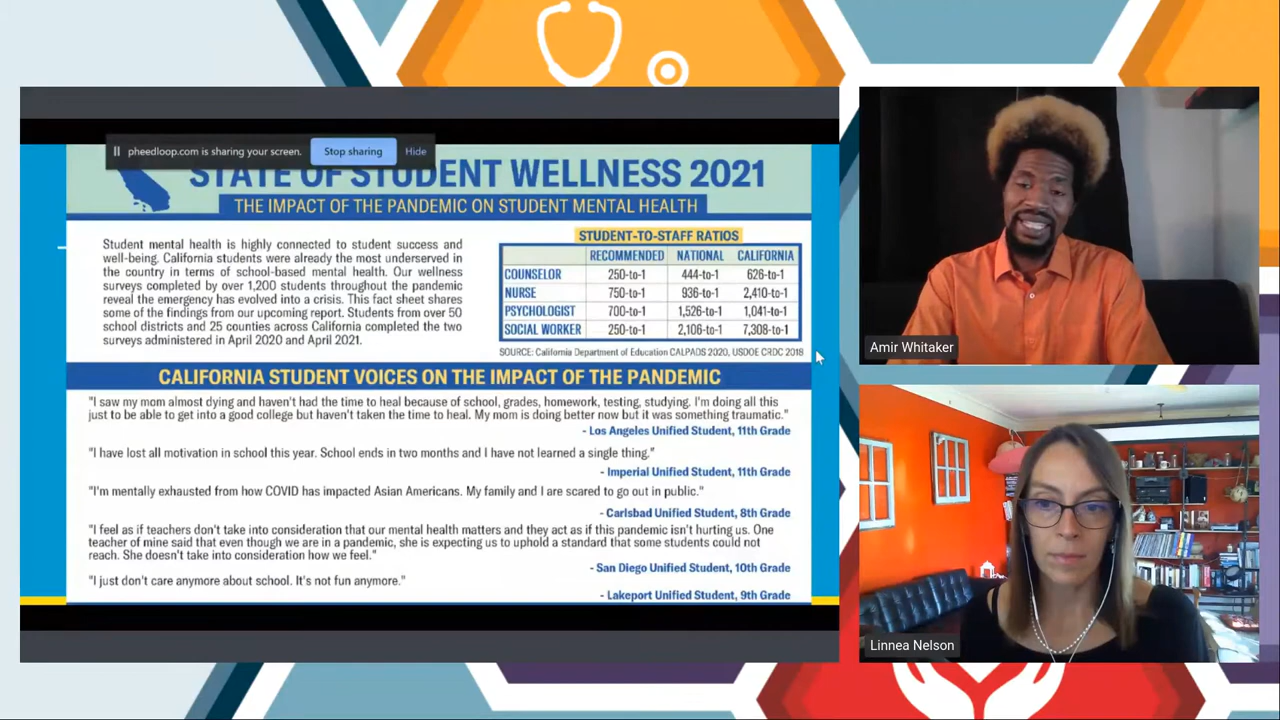 pheedloop.com is sharing your screen.
Stop sharing
Hide
STATE OF STUDENT WELLNESS 2021
THE IMPACT OF THE PANDEMIC ON STUDENT MENTAL HEALTH
Student mental health is highly connected to student success and
well-being. California students were already the most underserved in
the country in terms of school-based mental health. Our wellness
surveys completed by over 1,200 students throughout the pandemic
reveal the emergency has evolved into a crisis. This fact sheet shares
some of the findings from our upcoming report. Students from over 50
school districts and 25 counties across California completed the two
surveys administered in April 2020 and April 2021.
STUDENT-TO-STAFF RATIOS
RECOMMENDED NATIONAL CALIFORNIA
COUNSELOR 250-to-1 444-to-1 626-to-1
NURSE 750-to-1 936-to-1 2,410-to-1
PSYCHOLOGIST 700-to-1 1,526-to-1 1,041-to-1
SOCIAL WORKER 250-to-1 2,106-to-1 7,308-to-1
SOURCE: California Department of Education CALPADS 2020, USDOE CRDC 2018
CALIFORNIA STUDENT VOICES ON THE IMPACT OF THE PANDEMIC
"I saw my mom almost dying and haven't had the time to heal because of school, grades, homework, testing, studying. I'm doing all this
just to be able to get into a good college but haven't taken the time to heal. My mom is doing better now but it was something traumatic."
- Los Angeles Unified Student, 11th Grade
"I have lost all motivation in school this year. School ends in two months and I have not learned a single thing."
- Imperial Unified Student, 11th Grade
"I'm mentally exhausted from how COVID has impacted Asian Americans. My family and I are scared to go out in public."
- Carlsbad Unified Student, 8th Grade
"I feel as if teachers don't take into consideration that our mental health matters and they act as if this pandemic isn't hurting us. One
teacher of mine said that even though we are in a pandemic, she is expecting us to uphold a standard that some students could not
reach. She doesn't take into consideration how we feel."
- San Diego Unified Student, 10th Grade
"I just don't care anymore about school. It's not fun anymore."
- Lakeport Unified Student, 9th Grade
Amir Whitaker
Linnea Nelson